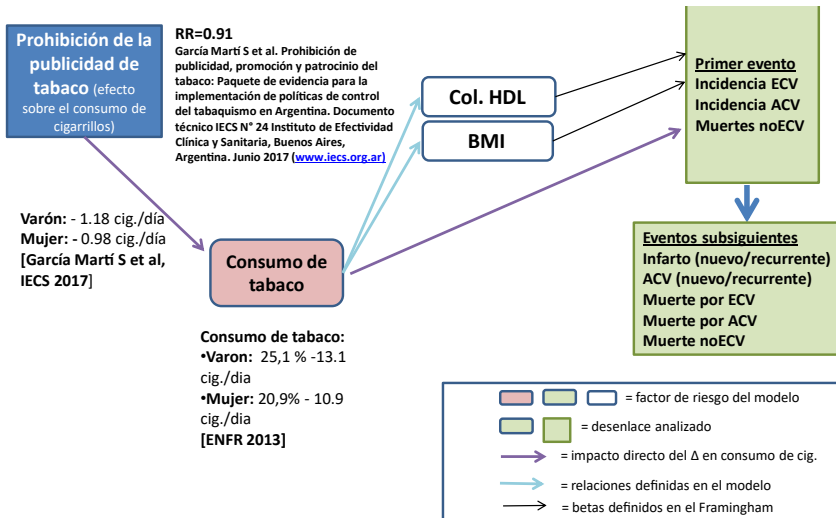 Prohibición de la
publicidad de
tabaco (efecto
sobre el consumo de
cigarrillos)
RR=0.91
García Martí S et al. Prohibición de
publicidad, promoción y patrocinio del
tabaco: Paquete de evidencia para la
implementación de políticas de control
del tabaquismo en Argentina. Documento
técnico IECS N° 24 Instituto de Efectividad
Clínica y Sanitaria, Buenos Aires,
Argentina. Junio 2017 (www.iecs.org.ar)
Col. HDL
BMI
Primer evento
Incidencia ECV
Incidencia ACV
Muertes noECV
Varón: - 1.18 cig./día
Mujer: - 0.98 cig./día
[García Martí S et al,
IECS 2017]
Consumo de
tabaco
Eventos subsiguientes
Infarto (nuevo/recurrente)
ACV (nuevo/recurrente)
Muerte por ECV
Muerte por ACV
Muerte noECV
Consumo de tabaco:
•Varon: 25,1 % -13.1
cig./dia
•Mujer: 20,9% - 10.9
cig./dia
[ENFR 2013]
= factor de riesgo del modelo
= desenlace analizado
= impacto directo del Δ en consumo de cig.
= relaciones definidas en el modelo
= betas definidos en el Framingham